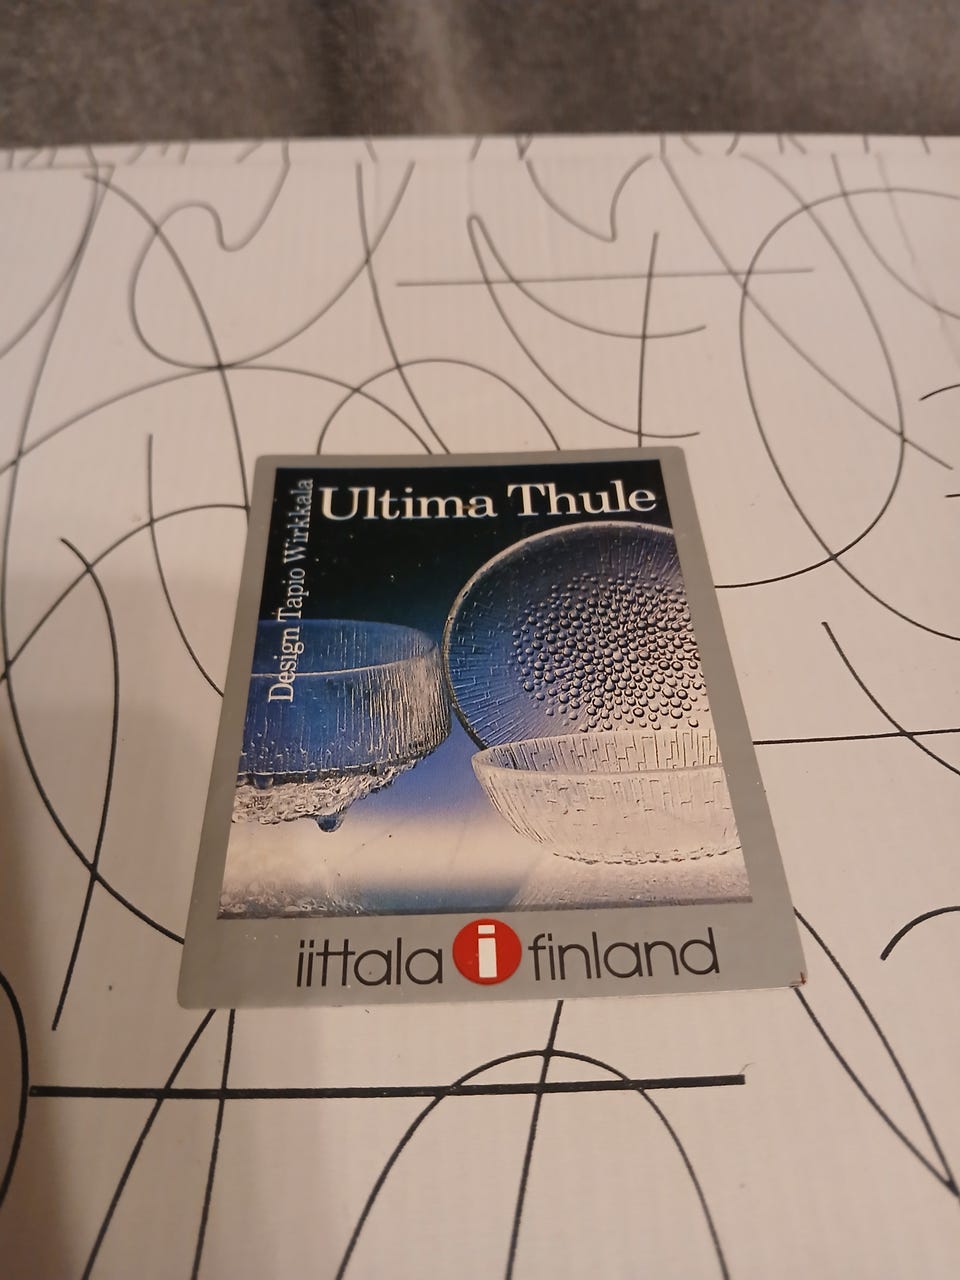 Ultima Thule
Design Tapio Wirkkala
iittala i finland